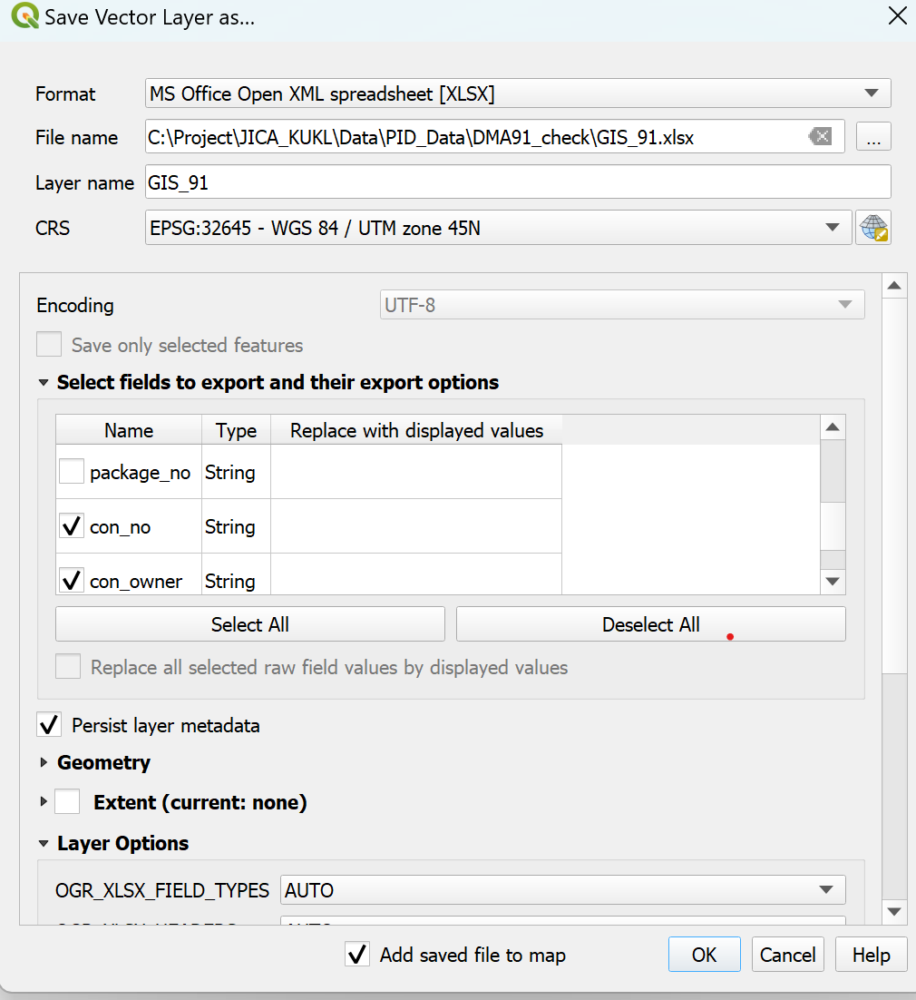 Save Vector Layer as...
Format MS Office Open XML spreadsheet [XLSX]
File name C:\Project\JICA_KUKL\Data\PID_Data\DMA91_check\GIS_91.xlsx ...
Layer name GIS_91
CRS EPSG:32645 - WGS 84 / UTM zone 45N
Encoding UTF-8
Save only selected features
Select fields to export and their export options
Name Type Replace with displayed values
package_no String
con_no String
con_owner String
Select All Deselect All
Replace all selected raw field values by displayed values
Persist layer metadata
Geometry
Extent (current: none)
Layer Options
OGR_XLSX_FIELD_TYPES AUTO
Add saved file to map OK Cancel Help